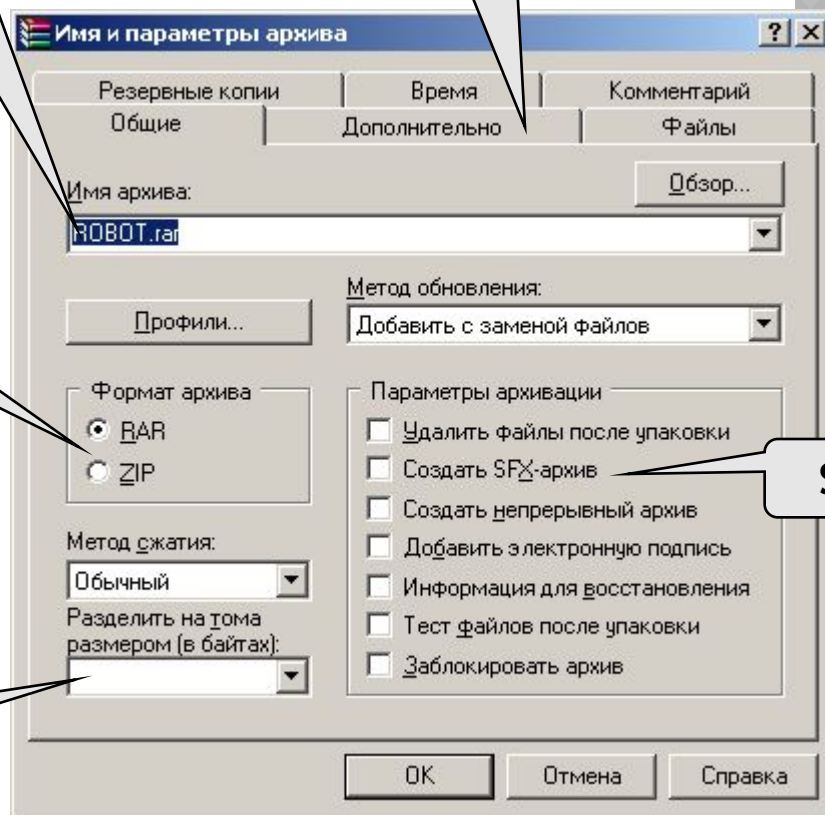 Имя и параметры архива
Резервные копии Время Комментарий
Общие Дополнительно Файлы
Имя архива: Обзор...
ROBOT.rar
Профили...
Метод обновления:
Добавить с заменой файлов
Формат архива
RAR
ZIP
Метод сжатия:
Обычный
Разделить на тома
размером (в байтах):
Параметры архивации
Удалить файлы после упаковки
Создать SFX-архив
Создать непрерывный архив
Добавить электронную подпись
Информация для восстановления
Тест файлов после упаковки
Заблокировать архив
S
OK Отмена Справка